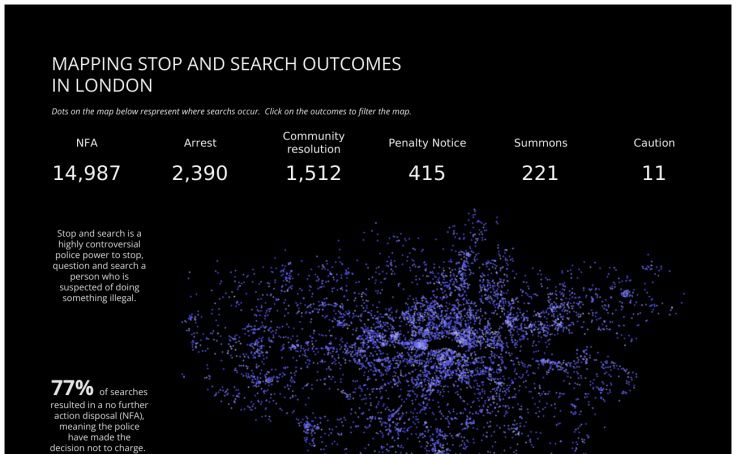 MAPPING STOP AND SEARCH OUTCOMES
IN LONDON
Dots on the map below respresent where searchs occur.  Click on the outcomes to filter the map.
NFA
Arrest
Community
resolution
Penalty Notice
Summons
Caution
14,987
2,390
1,512
415
221
11
Stop and search is a
highly controversial
police power to stop,
question and search a
person who is
suspected of doing
something illegal.
77% of searches
resulted in a no further
action disposal (NFA),
meaning the police
have made the
decision not to charge.